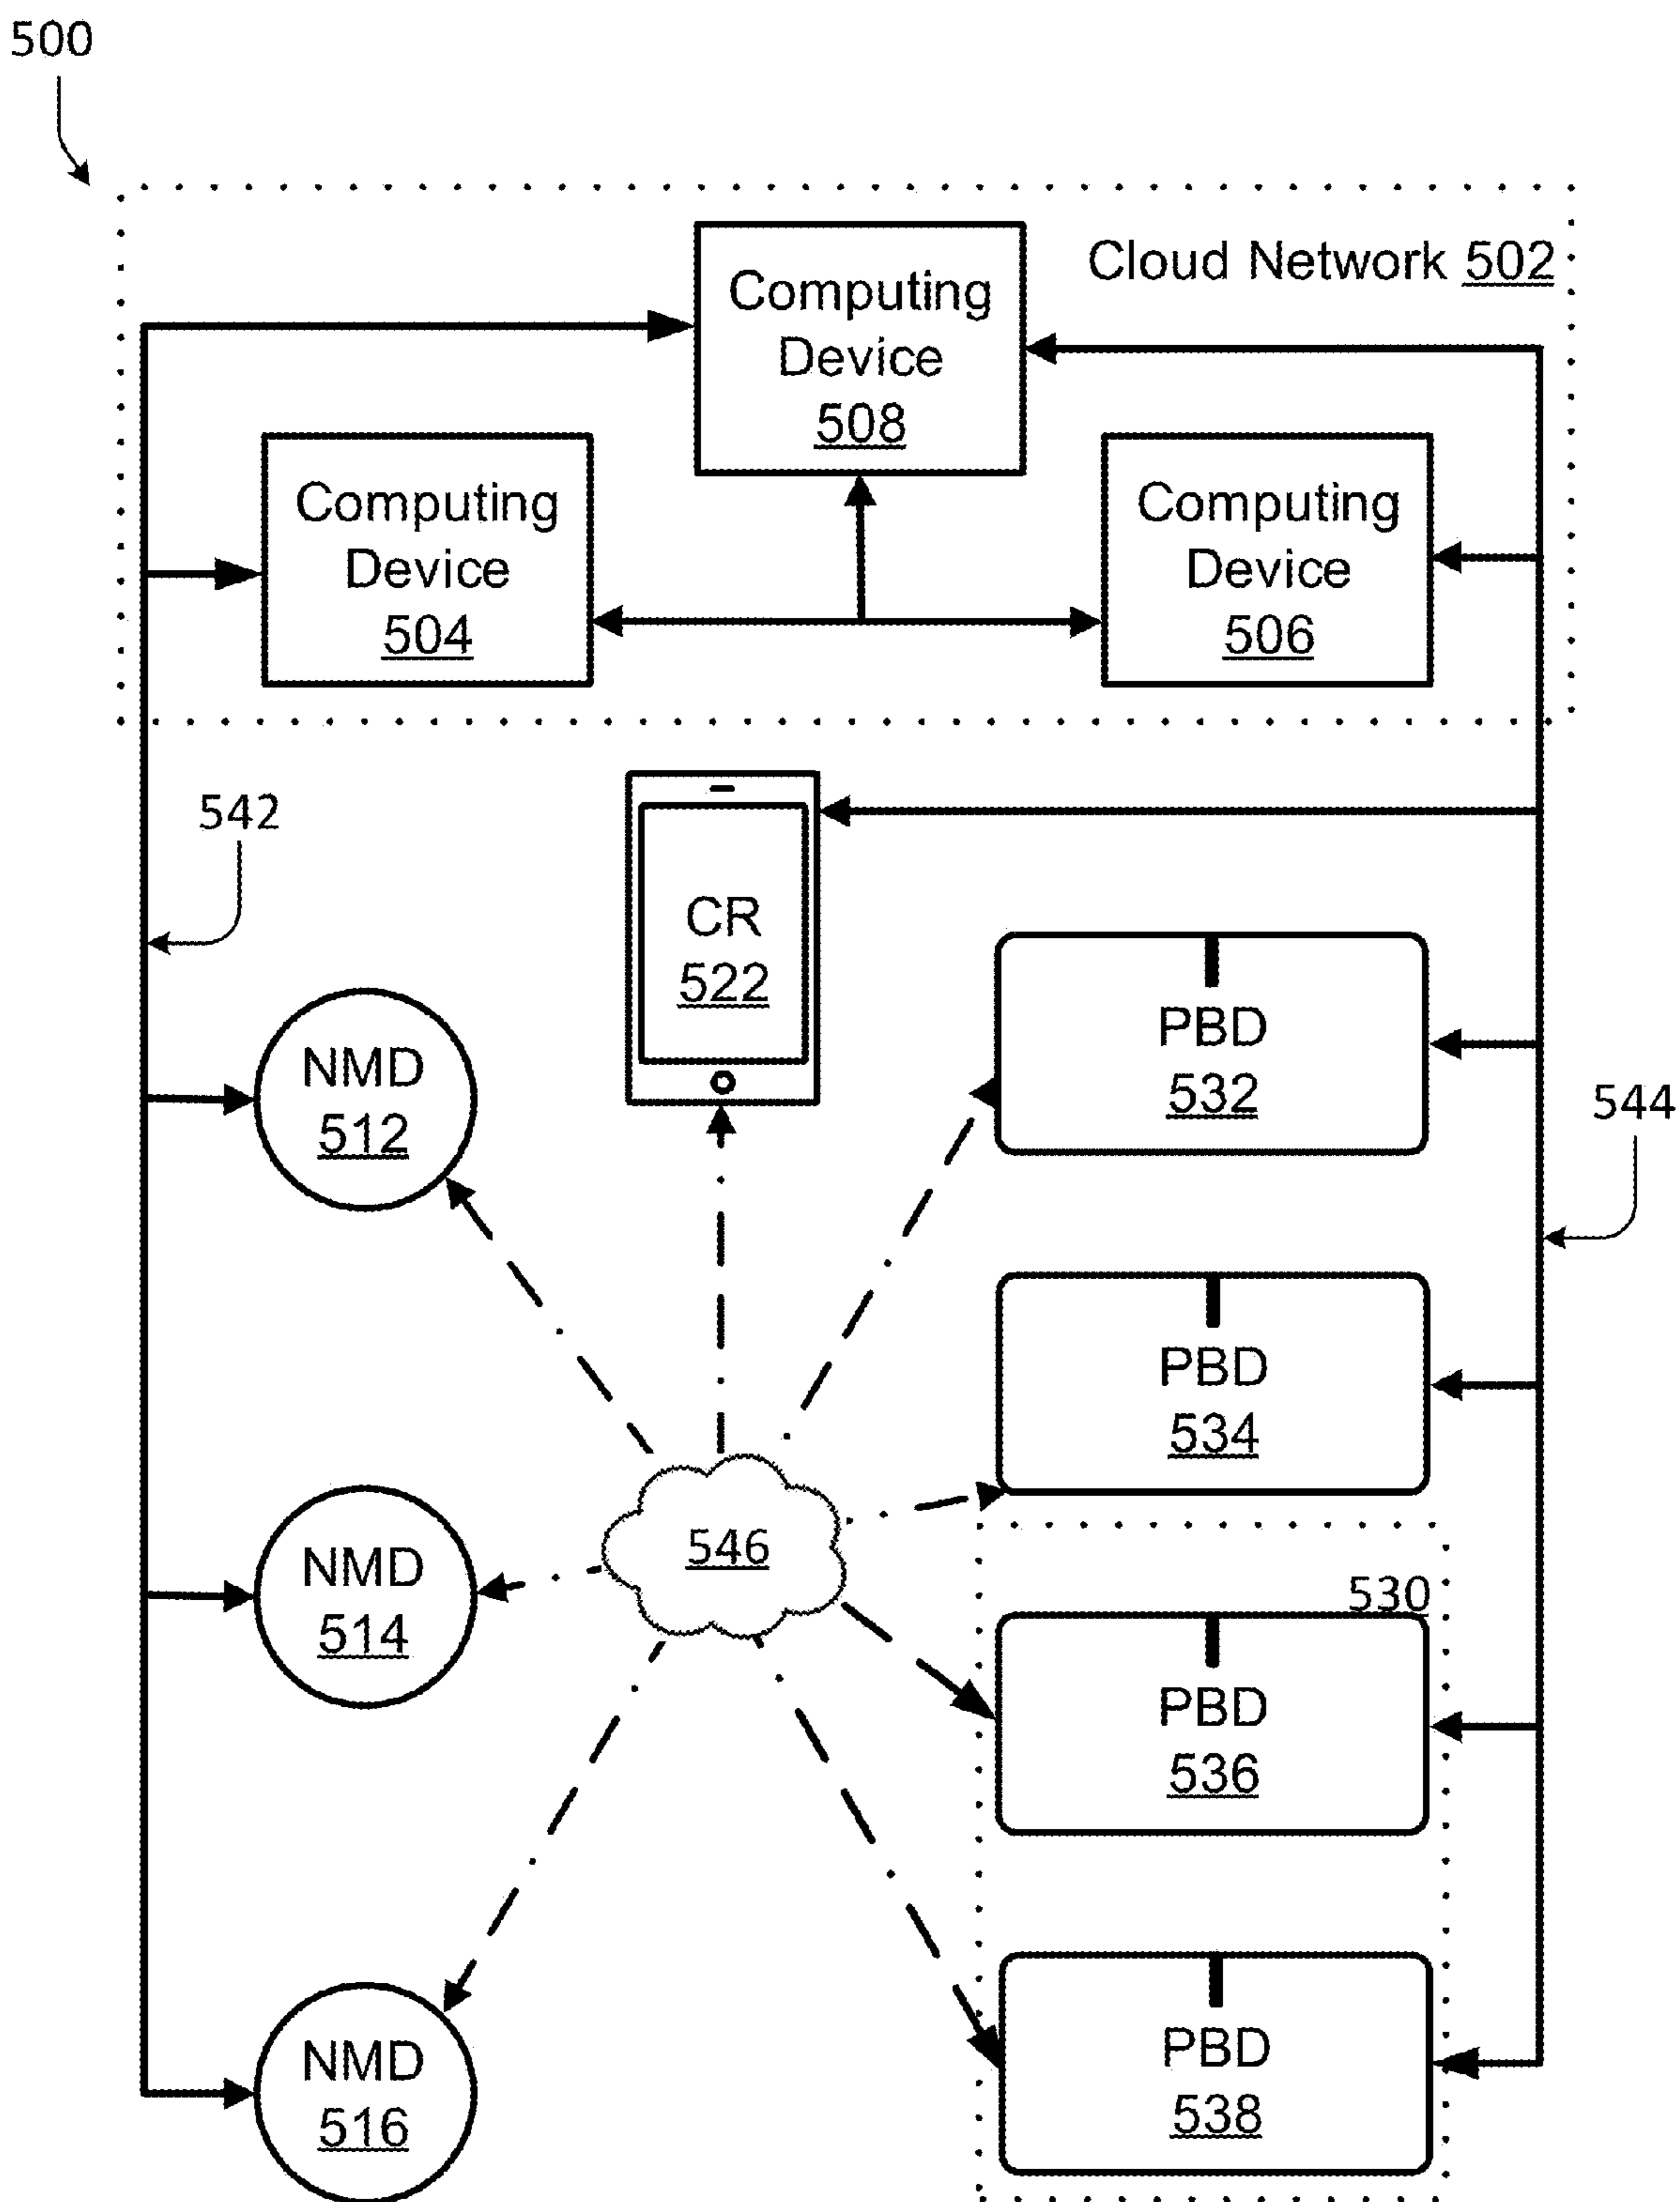 500
Cloud Network 502
Computing
Device
508
Computing
Device
504
Computing
Device
506
542
CR
522
NMD
512
PBD
532
544
PBD
534
546
NMD
514
530
PBD
536
NMD
516
PBD
538